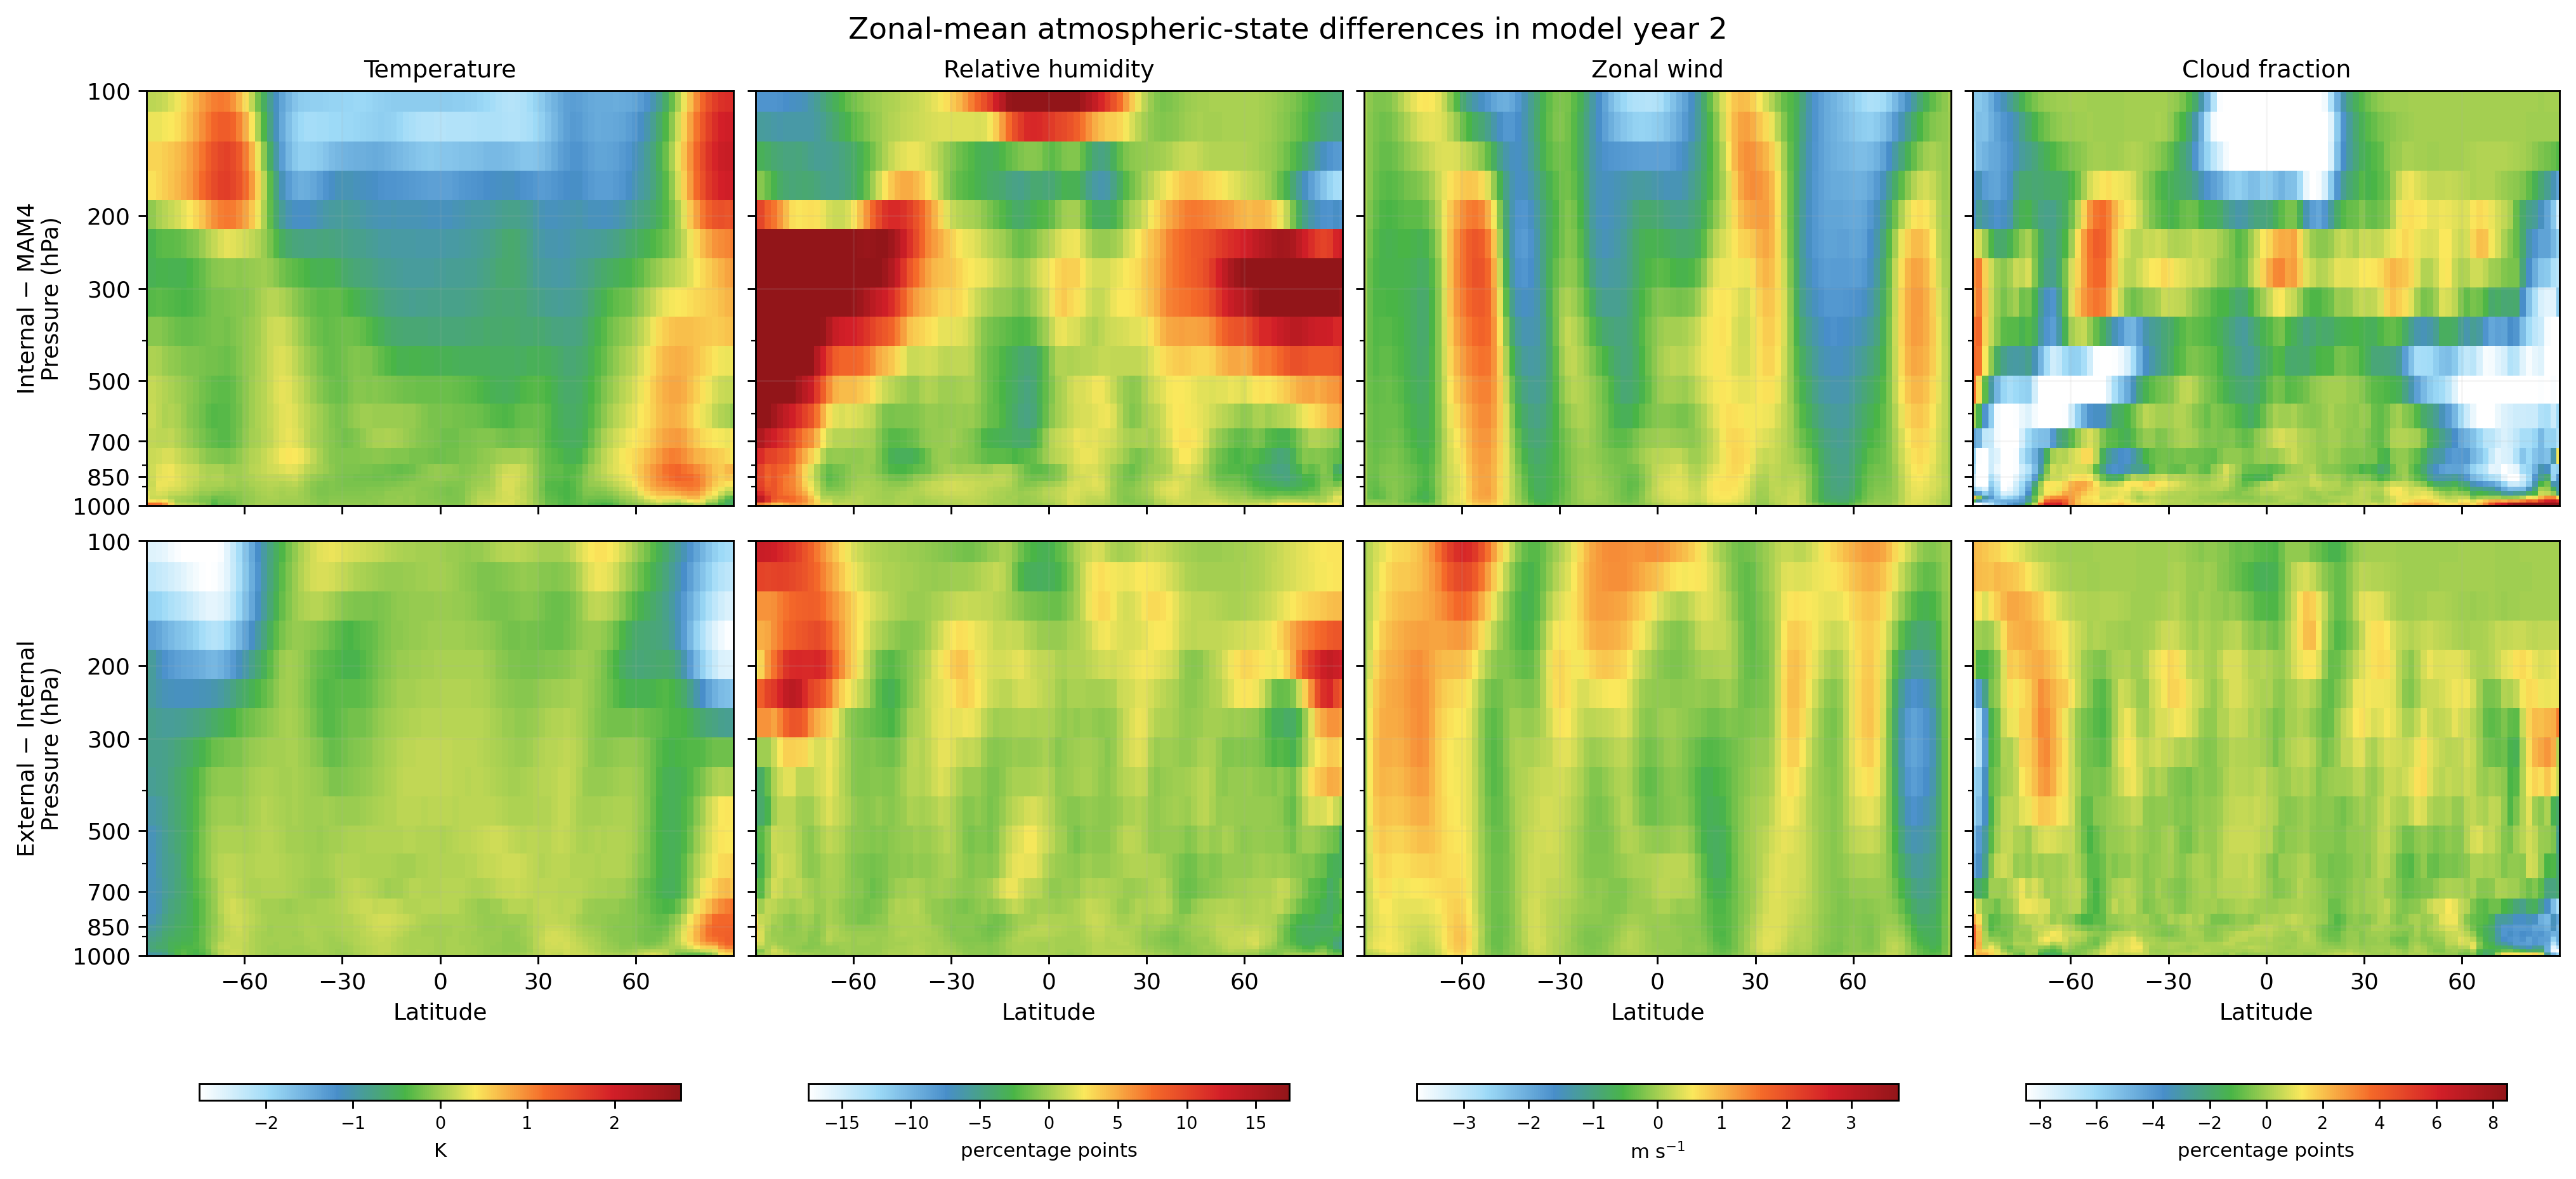 Zonal-mean atmospheric-state differences in model year 2
Temperature
Relative humidity
Zonal wind
Cloud fraction
Internal − MAM4
Pressure (hPa)
100
200
300
500
700
850
1000
External − Internal
Pressure (hPa)
100
200
300
500
700
850
1000
−60 −30 0 30 60
−60 −30 0 30 60
−60 −30 0 30 60
−60 −30 0 30 60
Latitude
Latitude
Latitude
Latitude
−2 −1 0 1 2
K
−15 −10 −5 0 5 10 15
percentage points
−3 −2 −1 0 1 2 3
m s⁻¹
−8 −6 −4 −2 0 2 4 6 8
percentage points